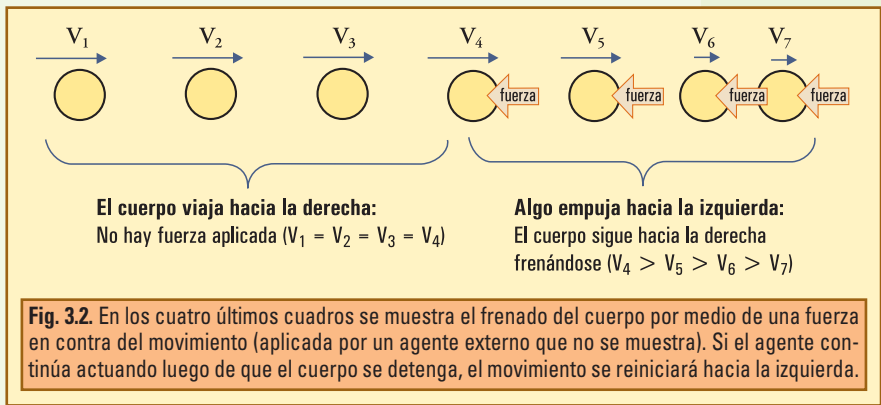 V1 V2 V3 V4 V5 V6 V7
fuerza fuerza fuerza fuerza
El cuerpo viaja hacia la derecha:
No hay fuerza aplicada (V1 = V2 = V3 = V4)
Algo empuja hacia la izquierda:
El cuerpo sigue hacia la derecha
frenándose (V4 > V5 > V6 > V7)
Fig. 3.2. En los cuatro últimos cuadros se muestra el frenado del cuerpo por medio de una fuerza
en contra del movimiento (aplicada por un agente externo que no se muestra). Si el agente con-
tinúa actuando luego de que el cuerpo se detenga, el movimiento se reiniciará hacia la izquierda.